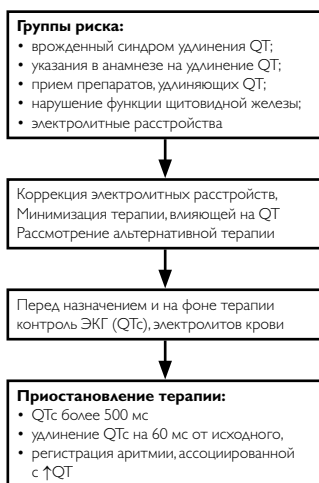 Группы риска:
• врожденный синдром удлинения QT;
• указания в анамнезе на удлинение QT;
• прием препаратов, удлиняющих QT;
• нарушение функции щитовидной железы;
• электролитные расстройства
Коррекция электролитных расстройств,
Минимизация терапии, влияющей на QT
Рассмотрение альтернативной терапии
Перед назначением и на фоне терапии
контроль ЭКГ (QTc), электролитов крови
Приостановление терапии:
• QTc более 500 мс
• удлинение QTc на 60 мс от исходного,
• регистрация аритмии, ассоциированной
с ↑QT